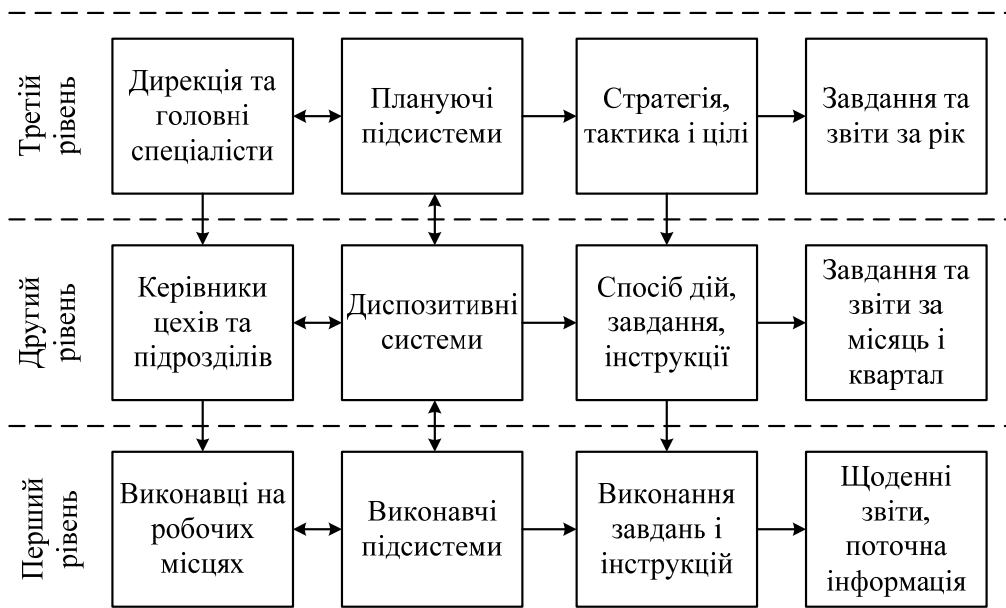 Третій
рівень
Дирекція та
головні
спеціалісти
Плануючі
підсистеми
Стратегія,
тактика і цілі
Завдання та
звіти за рік
Другий
рівень
Керівники
цехів та
підрозділів
Диспозитивні
системи
Спосіб дій,
завдання,
інструкції
Завдання та
звіти за
місяць і
квартал
Перший
рівень
Виконавці на
робочих
місцях
Виконавчі
підсистеми
Виконання
завдань і
інструкцій
Щоденні
звіти,
поточна
інформація